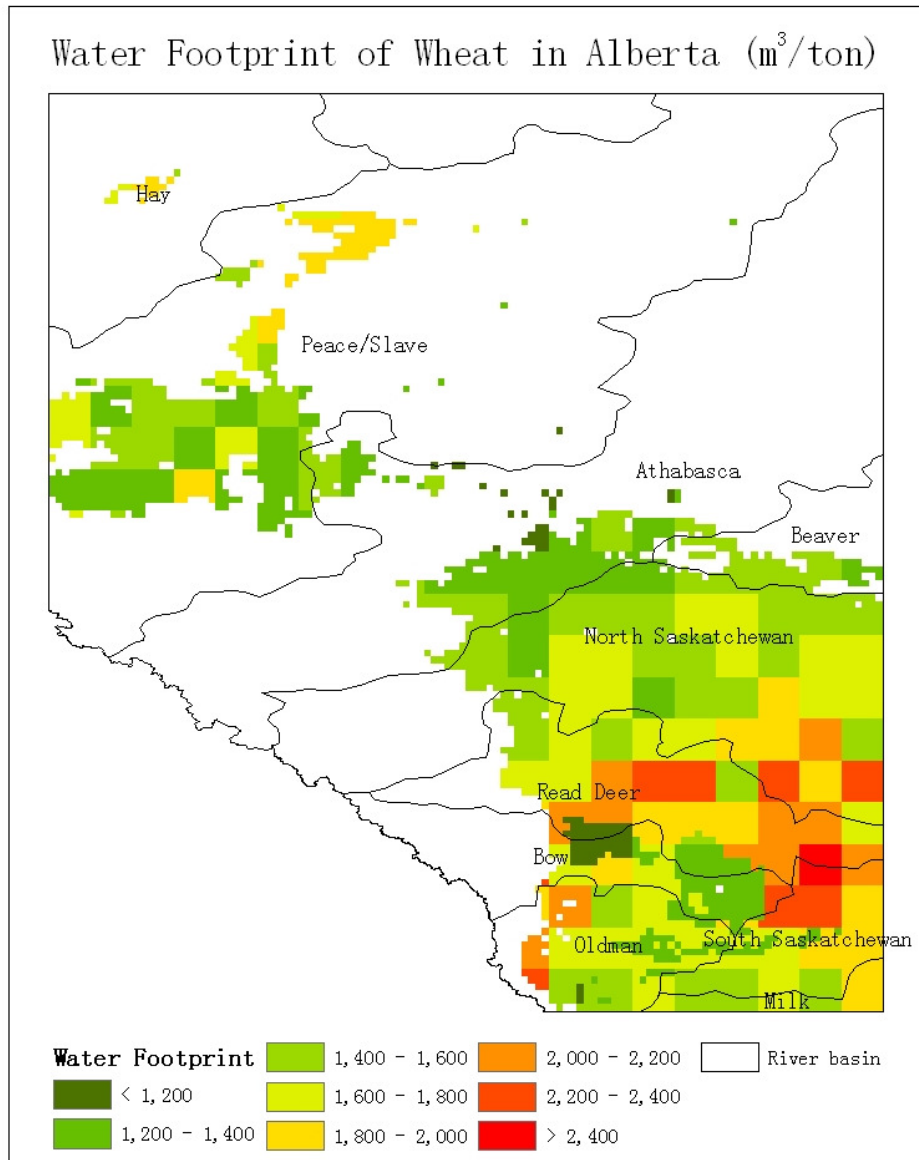 Water Footprint of Wheat in Alberta (m³/ton)
Hay
Peace/Slave
Athabasca
Beaver
North Saskatchewan
Read Deer
Bow
Oldman
South Saskatchewan
Milk
Water Footprint
< 1,200
1,200 - 1,400
1,400 - 1,600
1,600 - 1,800
1,800 - 2,000
2,000 - 2,200
2,200 - 2,400
> 2,400
River basin